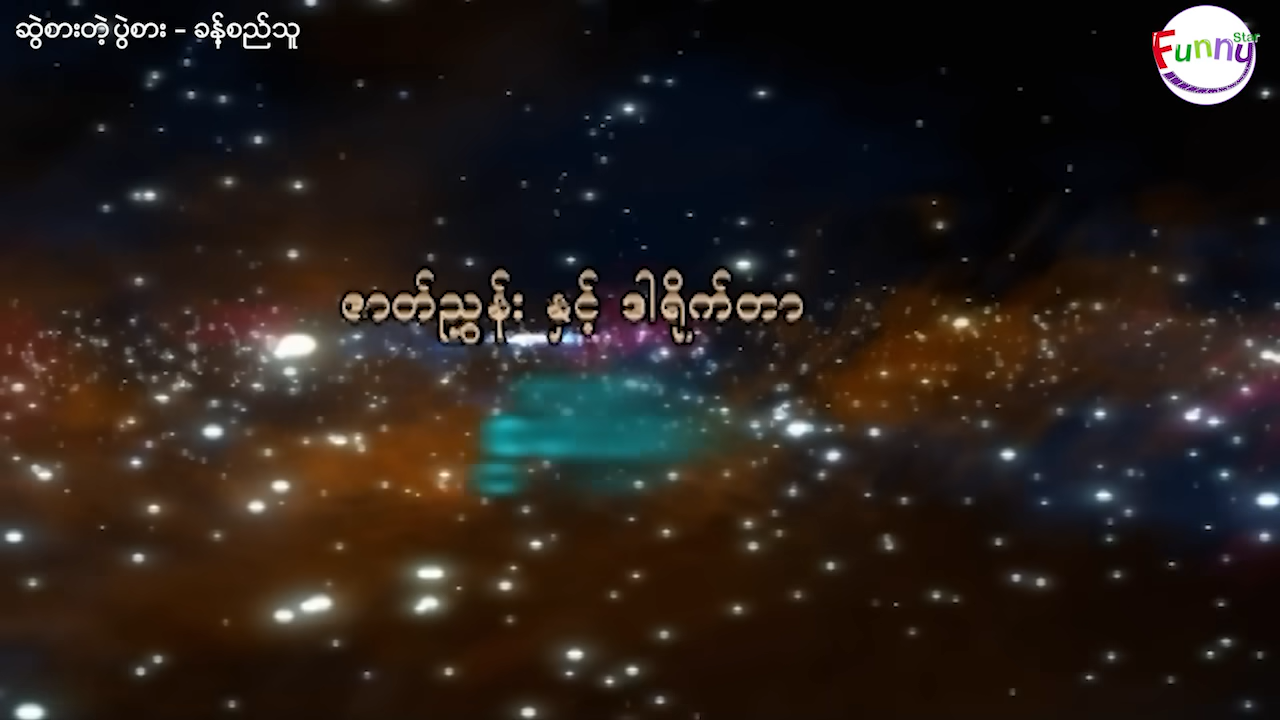 ဆွဲစားတဲ့ပွဲစား - ခန့်စည်သူ
Funny Star
ဇာတ်ညွှန်း နှင့် ဒါရိုက်တာ